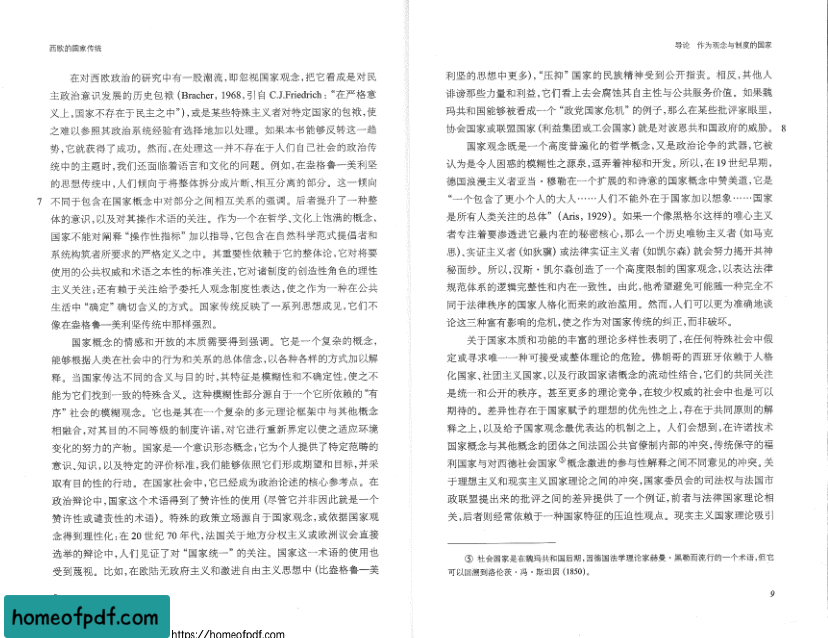 西欧的国家传统
在对西欧政治的研究中有一股潮流，即忽视国家观念，把它看成是对民
主政治意识发展的历史包袱（Bracher, 1968，引自 C.J.Friedrich：“在严格意
义上，国家不存在于民主之中”），或是某些特殊主义者对特定国家的包袱，使
之难以参照其政治系统经验有选择地加以处理。如果本书能够反转这一趋
势，它就获得了成功。然而，在处理这一并不存在于人们自己社会的政治传
统中的主题时，我们还面临着语言和文化的问题。例如，在盎格鲁—美利坚
的思想传统中，人们倾向于将整体拆分成片断，相互分离的部分。这一倾向
7 不同于包含在国家概念中对部分之间相互关系的强调。后者提升了一种整
体的意识，以及对其操作术语的关注。作为一个在哲学、文化上饱满的概念，
国家不能对阐释“操作性指标”加以指导，它包含在自然科学范式提倡者和
系统构筑者所要求的严格定义之中。其重要性依赖于它的整体论，它对将要
使用的公共权威和术语之本性的标准关注，它对诸制度的创造性角色的理性
主义关注；还有赖于关注给予委托人观念制度性表达，使之作为一种在公共
生活中“确定”确切含义的方式。国家传统反映了一系列思想成见，它们不
像在盎格鲁—美利坚传统中那样强烈。
国家概念的情感和开放的本质需要得到强调。它是一个复杂的概念，
能够根据人类在社会中的行为和关系的总体信念，以各种各样的方式加以解
释。当国家传达不同的含义与目的时，其特征是模糊性和不确定性，使之不
能为它们找到一致的特殊含义。这种模糊性部分源自于一个它所依赖的“有
序”社会的模糊观念。它也是其在一个复杂的多元理论框架中与其他概念
相融合，对其目的不同等级的制度许诺，对它进行重新界定以使之适应环境
变化的努力的产物。国家是一个意识形态概念；它为个人提供了特定范畴的
意识、知识，以及特定的评价标准，我们能够依照它们形成期望和目标，并采
取有目的性的行动。在国家社会中，它已经成为政治论述的核心参考点。在
政治辩论中，国家这个术语得到了赞许性的使用（尽管它并非因此就是一个
赞许性或谴责性的术语）。特殊的政策立场源自于国家观念，或依据国家观
念得到理性化：在 20 世纪 70 年代，法国关于地方分权主义或欧洲议会直接
选举的辩论中，人们见证了对“国家统一”的关注。国家这一术语的使用也
受到蔑视。比如，在欧陆无政府主义和激进自由主义思想中（比盎格鲁—美
导论 作为观念与制度的国家
利坚的思想中更多），“压抑”国家的民族精神受到公开指责。相反，其他人
诽谤那些力量和利益，它们看上去会腐蚀其自主性与公共服务价值。如果魏
玛共和国能够被看成一个“政党国家危机”的例子，那么在某些批评家眼里，
协会国家或联盟国家（利益集团或工会国家）就是对波恩共和国政府的威胁。 8
国家观念既是一个高度普遍化的哲学概念，又是政治论争的武器，它被
认为是令人困惑的模糊性之源泉，逗弄着神秘和开发。所以，在 19 世纪早期，
德国浪漫主义者亚当·穆勒在一个扩展的和诗意的国家概念中赞美道，它是
“一个包含了更小个人的大人……人们不能外在于国家加以想象……国家
是所有人类关注的总体”（Aris, 1929）。如果一个像黑格尔这样的唯心主义
者专注着要渗透进它最内在的秘密核心，那么一个历史唯物主义者（如马克
思）、实证主义者（如狄骥）或法律实证主义者（如凯尔森）就会努力揭开其神
秘面纱。所以，汉斯·凯尔森创造了一个高度限制的国家观念，以表达法律
规范体系的逻辑完整性和内在一致性。由此，他希望避免可能随一种完全不
同于法律秩序的国家人格化而来的政治滥用。然而，人们可以更为准确地谈
论这三种富有影响的危机，使之作为对国家传统的纠正，而非破坏。
关于国家本质和功能的丰富的理论多样性表明了，在任何特殊社会中假
定或寻求唯一一种可接受或整体理论的危险。佛朗哥的西班牙依赖于人格
化国家、社团主义国家，以及行政国家诸概念的流动性结合，它们的共同关注
是统一和公开的秩序。甚至更多的理论竞争，在较少权威的社会中也是可以
期待的。差异性存在于国家赋予的理想的优先性之上，存在于共同原则的解
释之上，以及给予国家观念最优表达的机制之上。人们会想到，在许诺技术
国家概念与其他概念的团体之间法国公共官僚制内部的冲突，传统保守的福
利国家与对西德社会国家⑤概念激进的参与性解释之间不同意见的冲突。关
于理想主义和现实主义国家理论之间的冲突，国家委员会的司法权与法国市
政联盟提出来的批评之间的差异提供了一个例证，前者与法律国家理论相
关，后者则经常依赖于一种国家特征的压迫性观点。现实主义国家理论吸引
⑤ 社会国家是在魏玛共和国后期，因德国法学理论家赫曼·黑勒而流行的一个术语，但它
可以回溯到洛伦茨·冯·斯坦因（1850）。
9
homeofpdf.com
https://homeofpdf.com